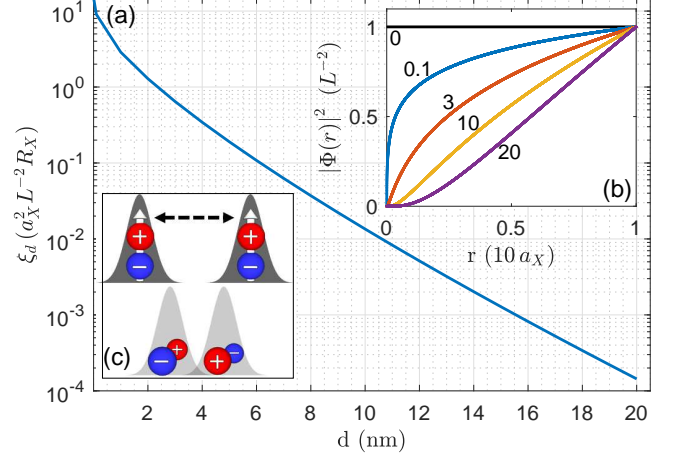 (a)
10^1
10^0
10^-1
10^-2
10^-3
10^-4
ξ_d (a_X^2 L^-2 R_X)
2 4 6 8 10 12 14 16 18 20
d (nm)
(b)
1
0.5
0
|Φ(r)|^2 (L^-2)
0
0.1
3
10
20
0 0.5 1
r (10 a_X)
(c)
+ +
− −
− + + −